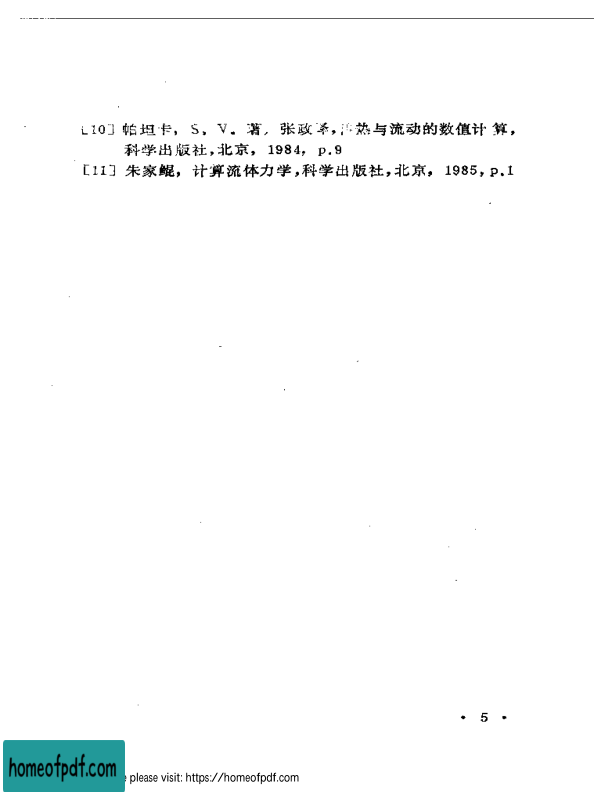 [10] 帕坦卡, S. V. 著, 张政译,传热与流动的数值计算,
科学出版社,北京, 1984, p.9
[11] 朱家鲲, 计算流体力学,科学出版社,北京, 1985, p.1
• 5 •
homeofpdf.com
please visit: https://homeofpdf.com